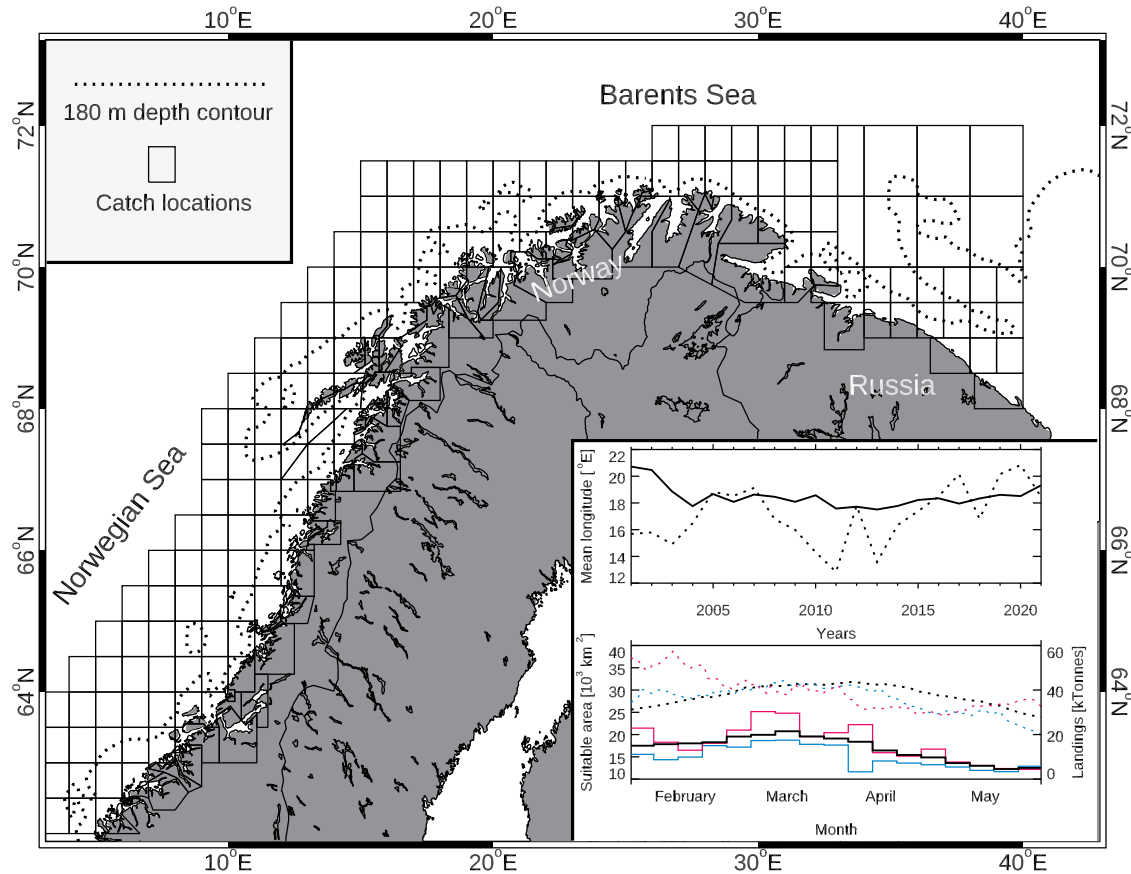 10°E 20°E 30°E 40°E
180 m depth contour
Catch locations
Barents Sea
72°N 72°N
70°N 70°N
Norway
Russia
68°N 68°N
Norwegian Sea
66°N 66°N
64°N 64°N
Mean longitude [°E]
22
20
18
16
14
12
2005 2010 2015 2020
Years
Suitable area [10³ km²]
40
35
30
25
20
15
10
60
40
20
0
Landings [kTonnes]
February March April May
Month
10°E 20°E 30°E 40°E